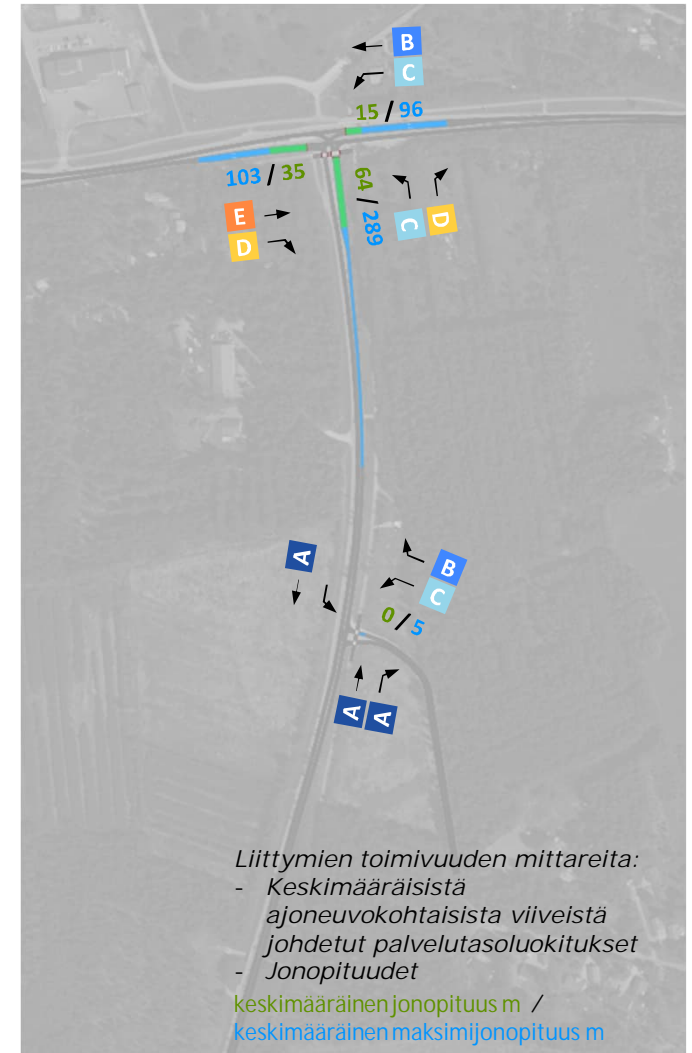 B
C
15 / 96
103 / 35
64 / 289
E
D
C D
A
B
C
0 / 5
A A
Liittymien toimivuuden mittareita:
- Keskimääräisistä
ajoneuvokohtaisista viiveistä
johdetut palvelutasoluokitukset
- Jonopituudet
keskimääräinen jonopituus m /
keskimääräinen maksimijonopituus m